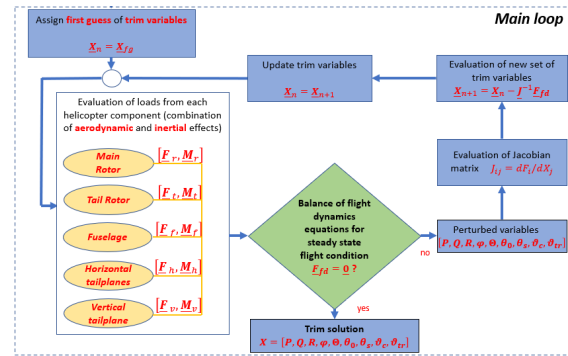 Main loop
Assign first guess of trim variables
X_n = X_fg
Update trim variables
X_n = X_{n+1}
Evaluation of new set of
trim variables
X_{n+1} = X_n − J^{-1}F_fd
Evaluation of loads from each
helicopter component (combination
of aerodynamic and inertial effects)
Main
Rotor
[F_r, M_r]
Tail Rotor
[F_t, M_t]
Fuselage
[F_f, M_f]
Horizontal
tailplanes
[F_h, M_h]
Vertical
tailplane
[F_v, M_v]
Balance of flight
dynamics
equations for
steady state
flight condition
F_fd = 0 ?
no
yes
Evaluation of Jacobian
matrix J_ij = dF_i/dX_j
Perturbed variables
[P, Q, R, φ, Θ, θ_0, θ_s, ϑ_c, ϑ_tr]
Trim solution
X = [P, Q, R, φ, Θ, θ_0, θ_s, ϑ_c, ϑ_tr]